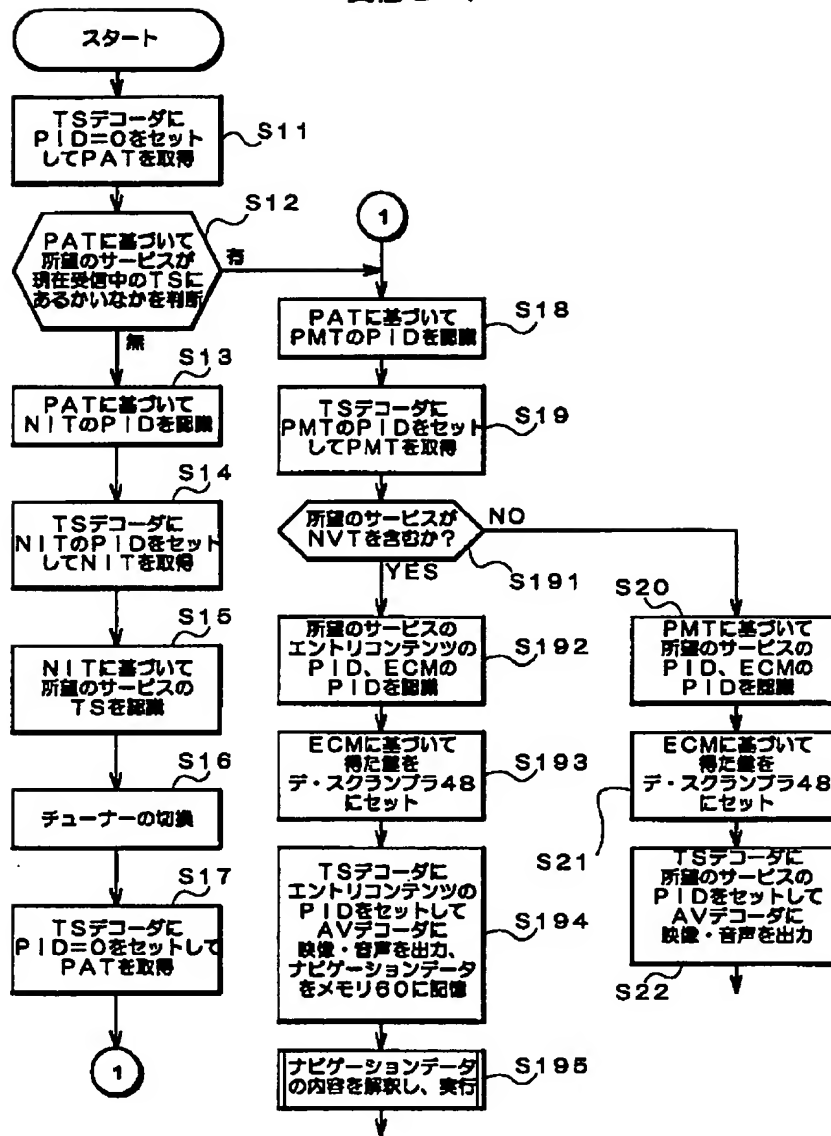 スタート
TSデコーダに
PID=0をセット
してPATを取得
S11
S12
PATに基づいて
所望のサービスが
現在受信中のTSに
あるかいなかを判断
有
無
S13
PATに基づいて
NITのPIDを認識
S14
TSデコーダに
NITのPIDをセット
してNITを取得
S15
NITに基づいて
所望のサービスの
TSを認識
S16
チューナーの切換
S17
TSデコーダに
PID=0をセットして
PATを取得
1
1
PATに基づいて
PMTのPIDを認識
S18
TSデコーダに
PMTのPIDをセット
してPMTを取得
S19
所望のサービスが
NVTを含むか?
NO
YES
S191
所望のサービスの
エントリコンテンツの
PID、ECMの
PIDを認識
S192
ECMに基づいて
得た鍵を
デ・スクランブラ48
にセット
S193
TSデコーダに
エントリコンテンツの
PIDをセットして
AVデコーダに
映像・音声を出力、
ナビゲーションデータ
をメモリ60に記憶
S194
ナビゲーションデータ
の内容を解釈し、実行
S195
S20
PMTに基づいて
所望のサービスの
PID、ECMの
PIDを認識
ECMに基づいて
得た鍵を
デ・スクランブラ48
にセット
S21
TSデコーダに
所望のサービスの
PIDをセットして
AVデコーダに
映像・音声を出力
S22